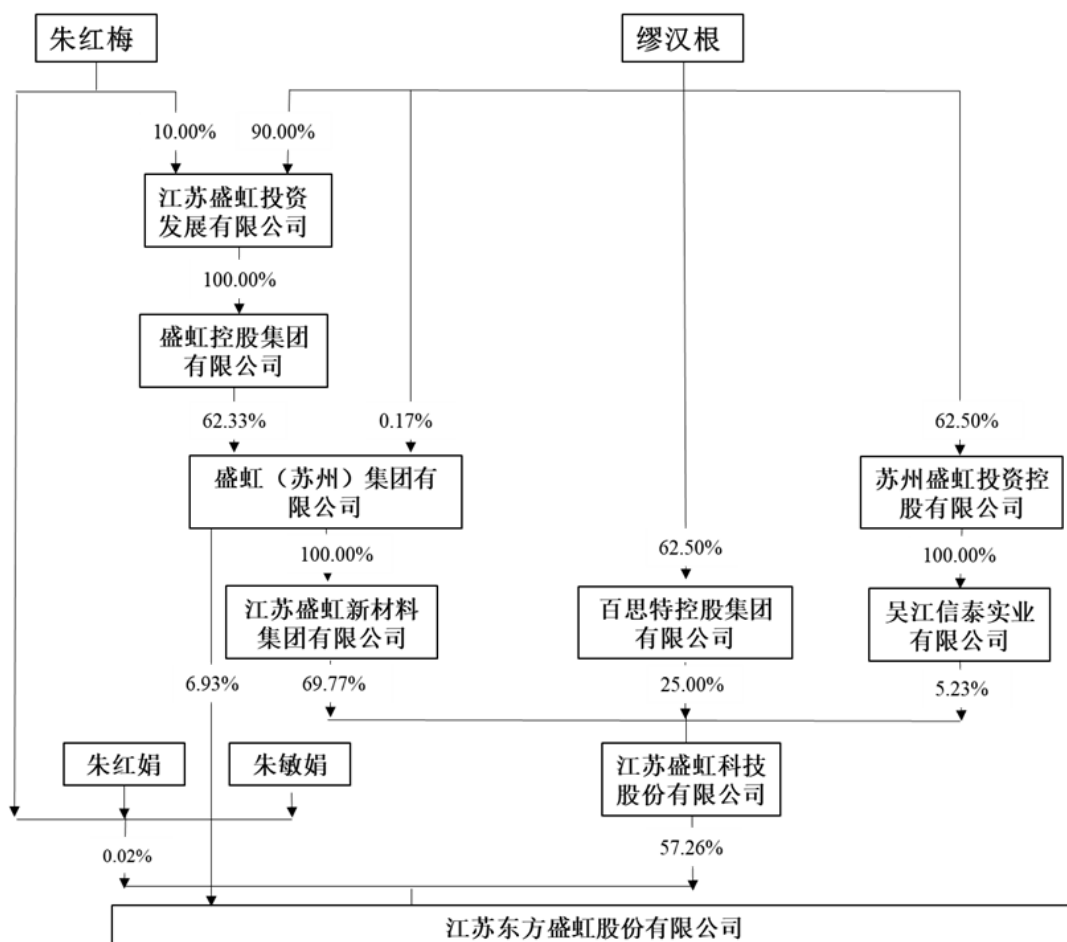 朱红梅
缪汉根
10.00%
90.00%
江苏盛虹投资
发展有限公司
100.00%
盛虹控股集团
有限公司
62.33%
0.17%
62.50%
盛虹（苏州）集团有
限公司
苏州盛虹投资控
股有限公司
100.00%
62.50%
100.00%
江苏盛虹新材料
集团有限公司
百思特控股集团
有限公司
吴江信泰实业
有限公司
6.93%
69.77%
25.00%
5.23%
朱红娟
朱敏娟
江苏盛虹科技
股份有限公司
0.02%
57.26%
江苏东方盛虹股份有限公司